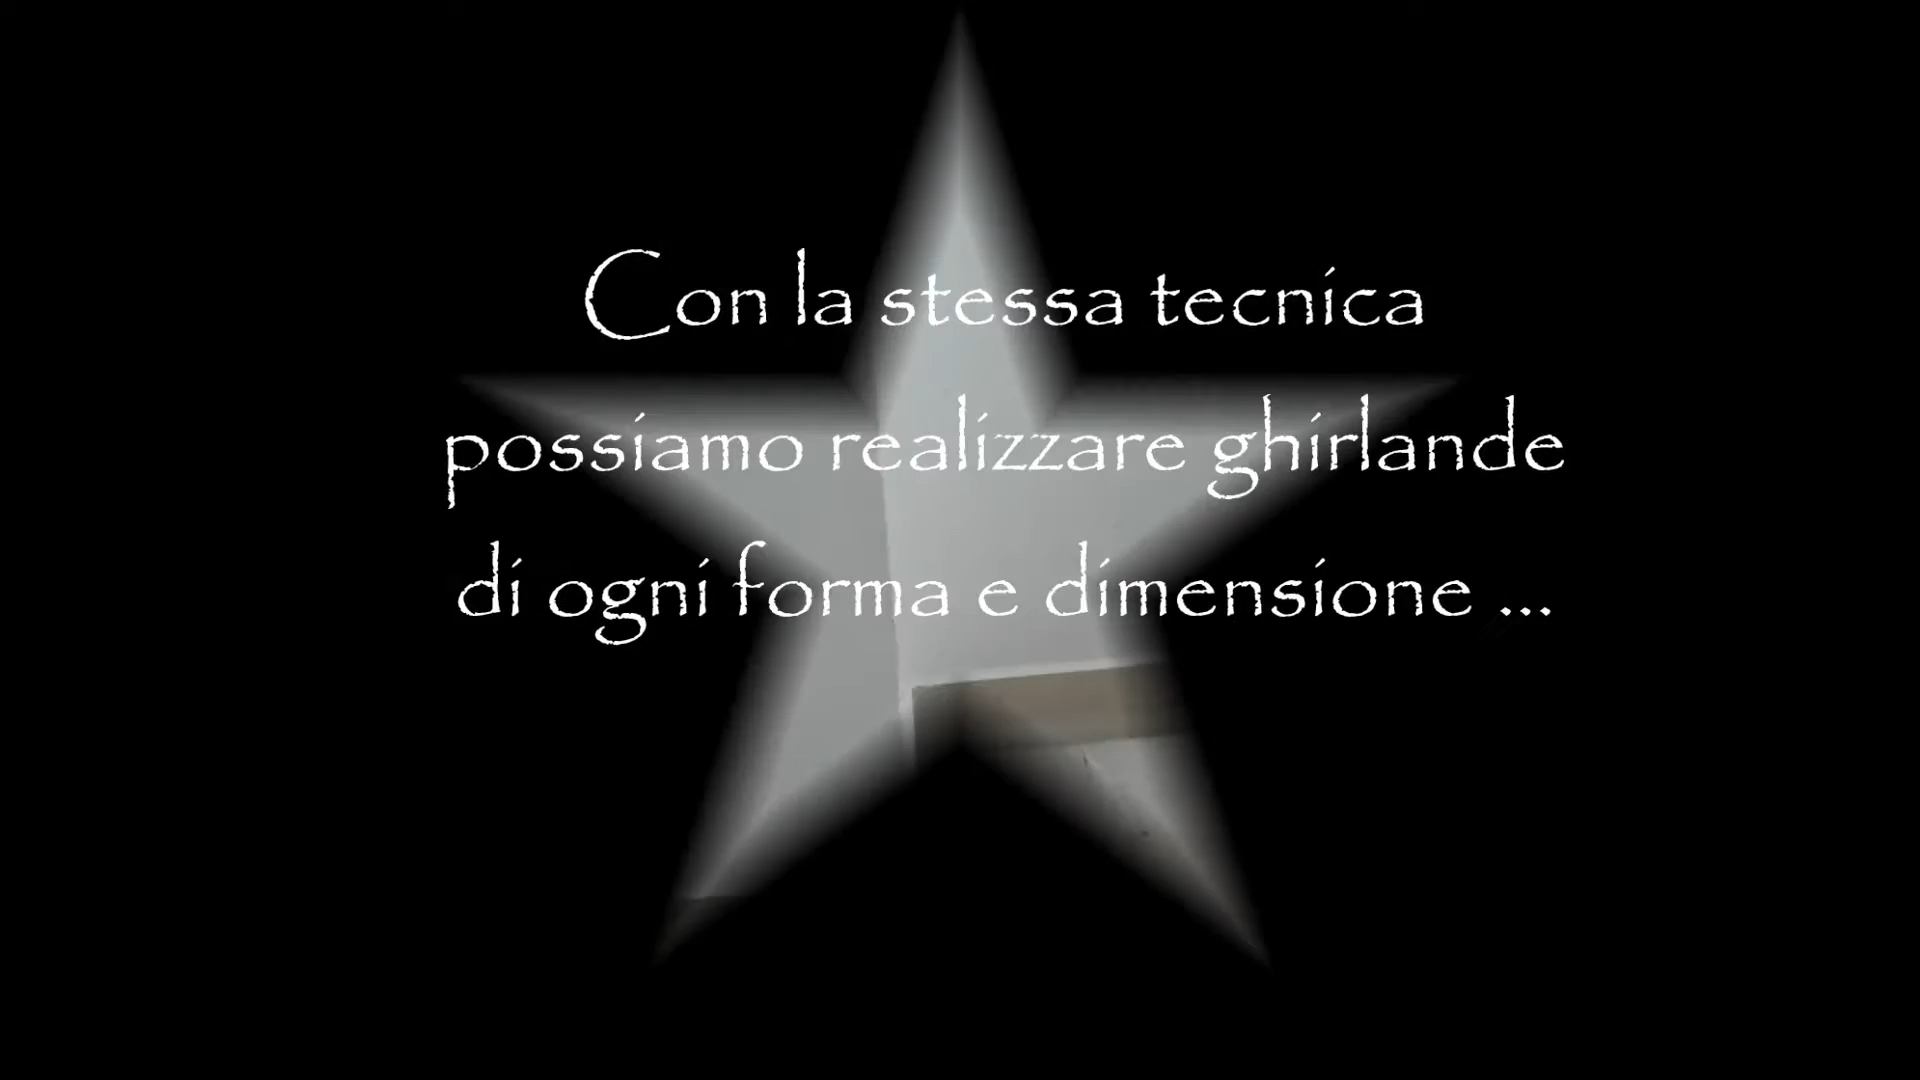 Con la stessa tecnica
possiamo realizzare ghirlande
di ogni forma e dimensione ...